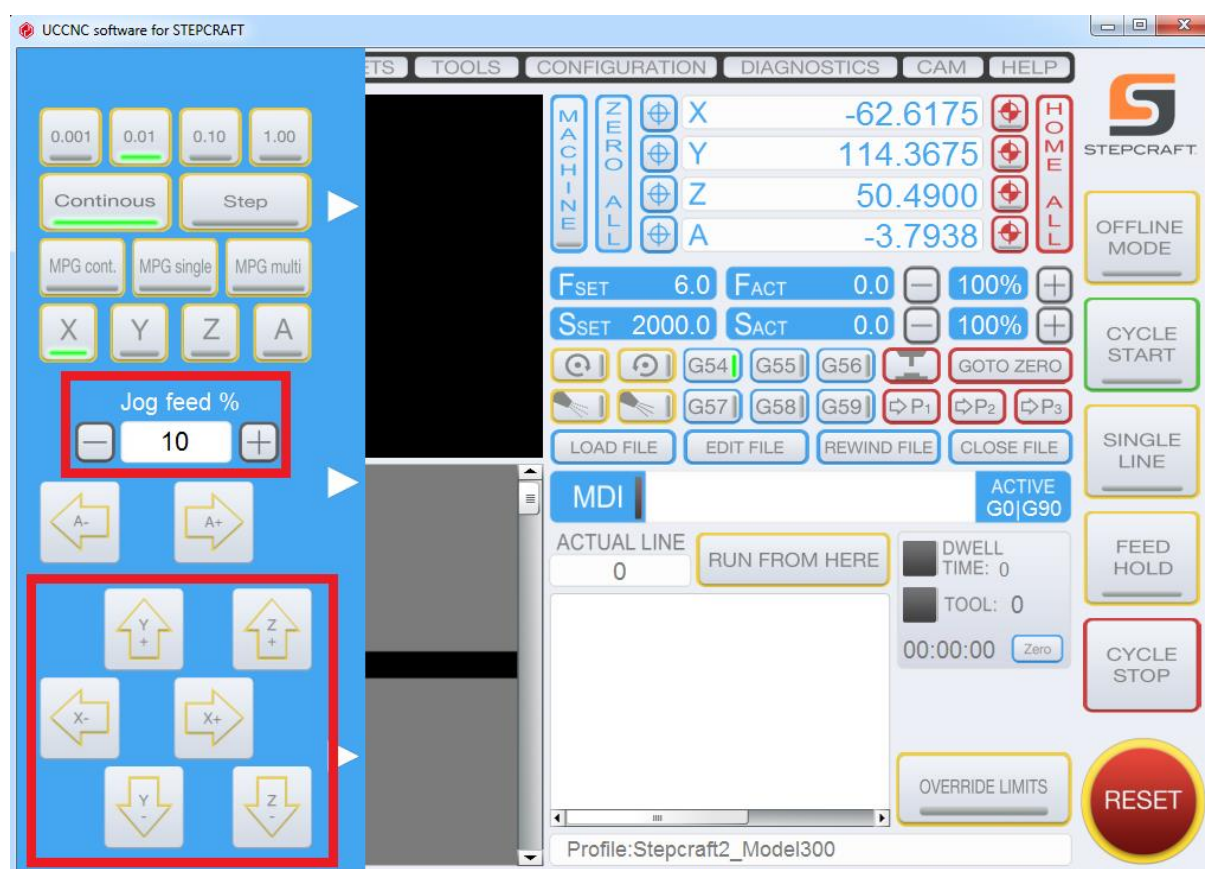 UCCNC software for STEPCRAFT
TOOLS CONFIGURATION DIAGNOSTICS CAM HELP
0.001 0.01 0.10 1.00
Continous Step
MPG cont. MPG single MPG multi
X Y Z A
Jog feed %
10
A- A+
Y+ Z+
X- X+
Y- Z-
MACHINE
ZERO ALL
X -62.6175
Y 114.3675
Z 50.4900
A -3.7938
HOME ALL
FSET 6.0 FACT 0.0 100%
SSET 2000.0 SACT 0.0 100%
G54 G55 G56 GOTO ZERO
G57 G58 G59 P1 P2 P3
LOAD FILE EDIT FILE REWIND FILE CLOSE FILE
MDI
ACTIVE
G0|G90
ACTUAL LINE
0
RUN FROM HERE
DWELL
TIME: 0
TOOL: 0
00:00:00 Zero
OVERRIDE LIMITS
Profile:Stepcraft2_Model300
STEPCRAFT
OFFLINE
MODE
CYCLE
START
SINGLE
LINE
FEED
HOLD
CYCLE
STOP
RESET